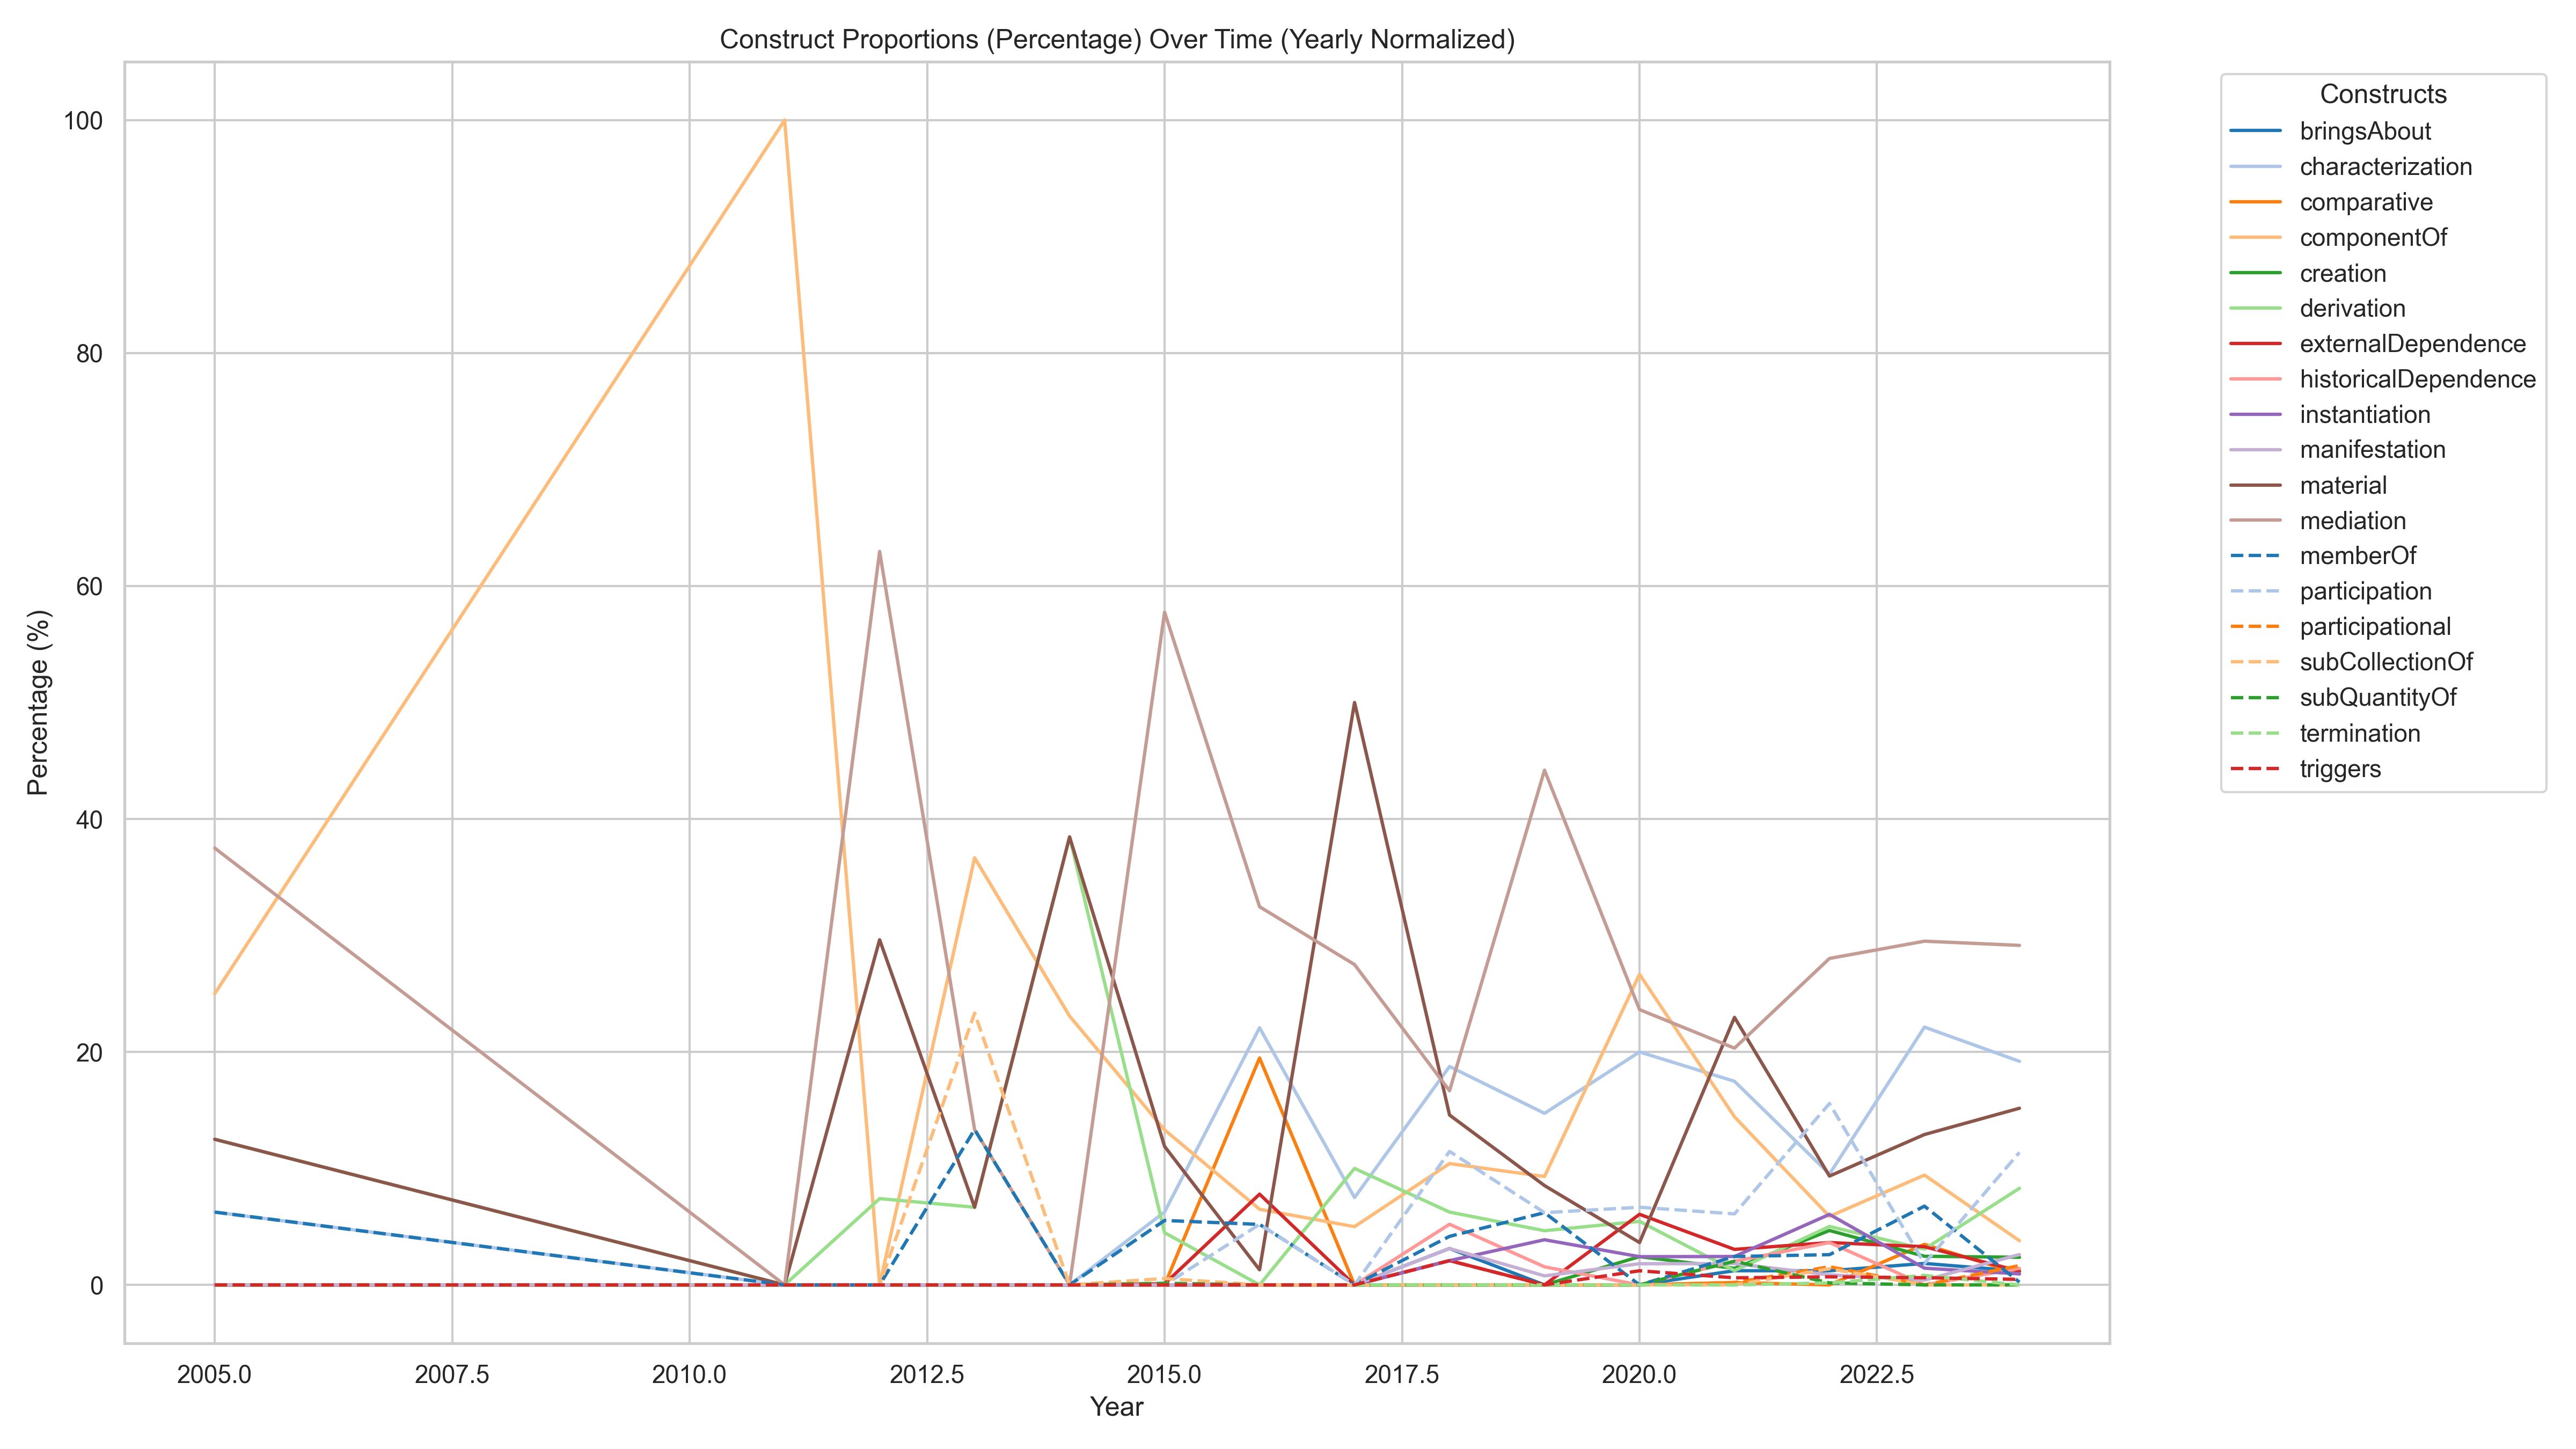 Construct Proportions (Percentage) Over Time (Yearly Normalized)
100
80
60
40
20
0
Percentage (%)
2005.0
2007.5
2010.0
2012.5
2015.0
2017.5
2020.0
2022.5
Year
Constructs
bringsAbout
characterization
comparative
componentOf
creation
derivation
externalDependence
historicalDependence
instantiation
manifestation
material
mediation
memberOf
participation
participational
subCollectionOf
subQuantityOf
termination
triggers